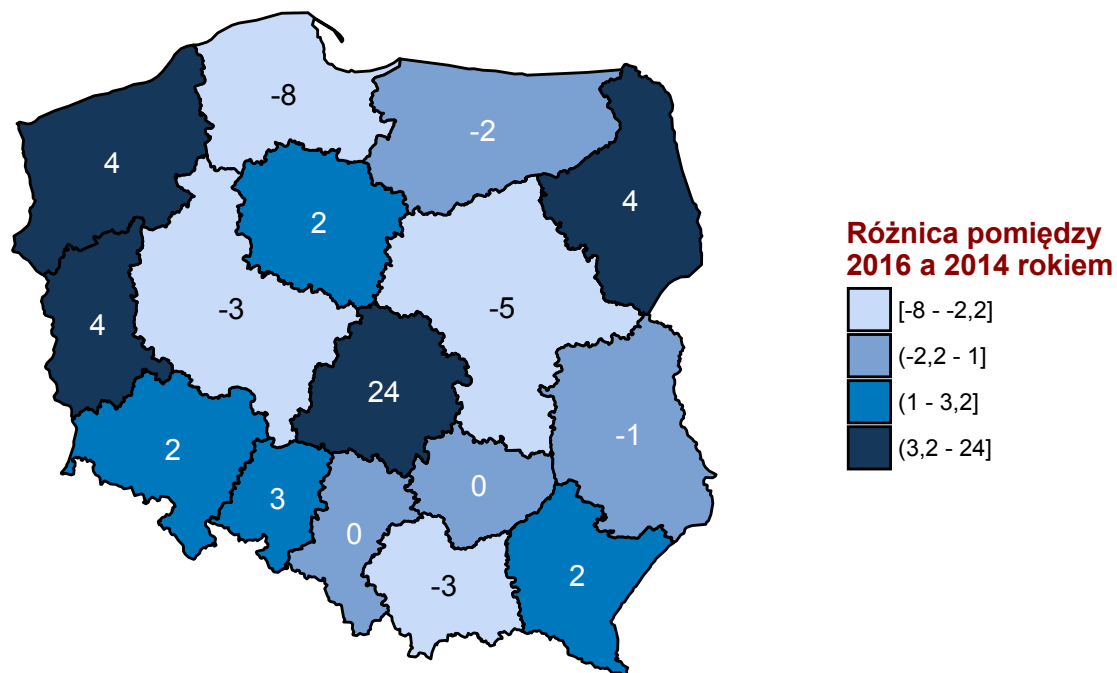 -8
-2
4
4
2
-3
-5
4
24
-1
2
0
3
0
2
-3
Różnica pomiędzy
2016 a 2014 rokiem
[-8 - -2,2]
(-2,2 - 1]
(1 - 3,2]
(3,2 - 24]